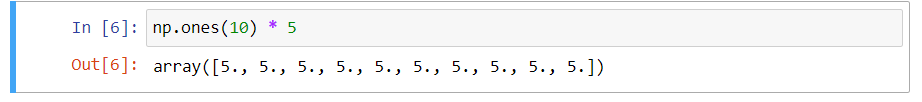 In [6]: np.ones(10) * 5
Out[6]: array([5., 5., 5., 5., 5., 5., 5., 5., 5., 5.])